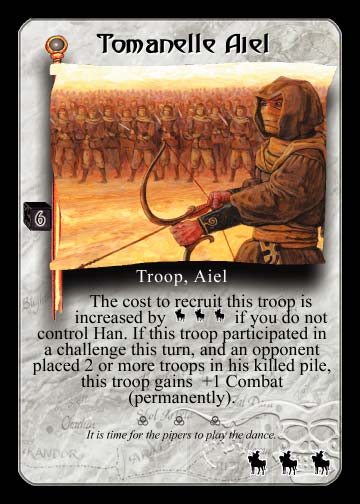 Tomanelle Aiel
6
Troop, Aiel
The cost to recruit this troop is
increased by if you do not
control Han. If this troop participated in
a challenge this turn, and an opponent
placed 2 or more troops in his killed pile,
this troop gains +1 Combat
(permanently).
It is time for the pipers to play the dance.
KANDOR